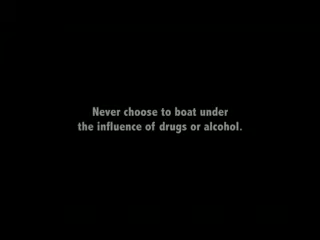 Never choose to boat under
the influence of drugs or alcohol.